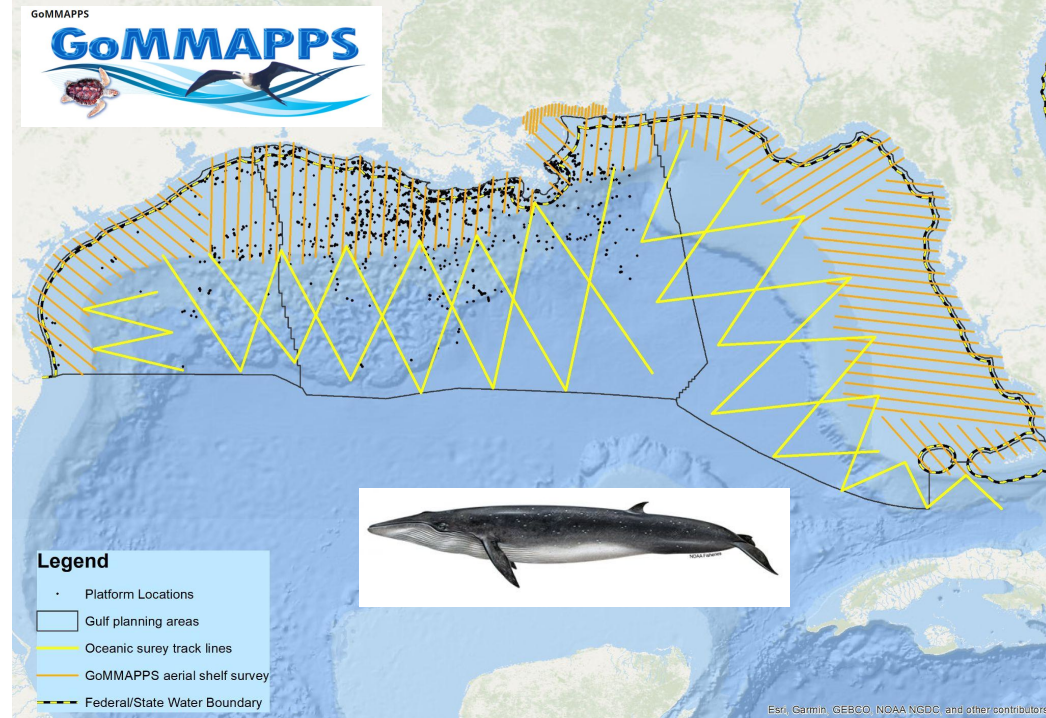 GoMMAPPS
GoMMAPPS
NOAA Fisheries
Legend
Platform Locations
Gulf planning areas
Oceanic surey track lines
GoMMAPPS aerial shelf survey
Federal/State Water Boundary
Esri, Garmin, GEBCO, NOAA NGDC, and other contributors